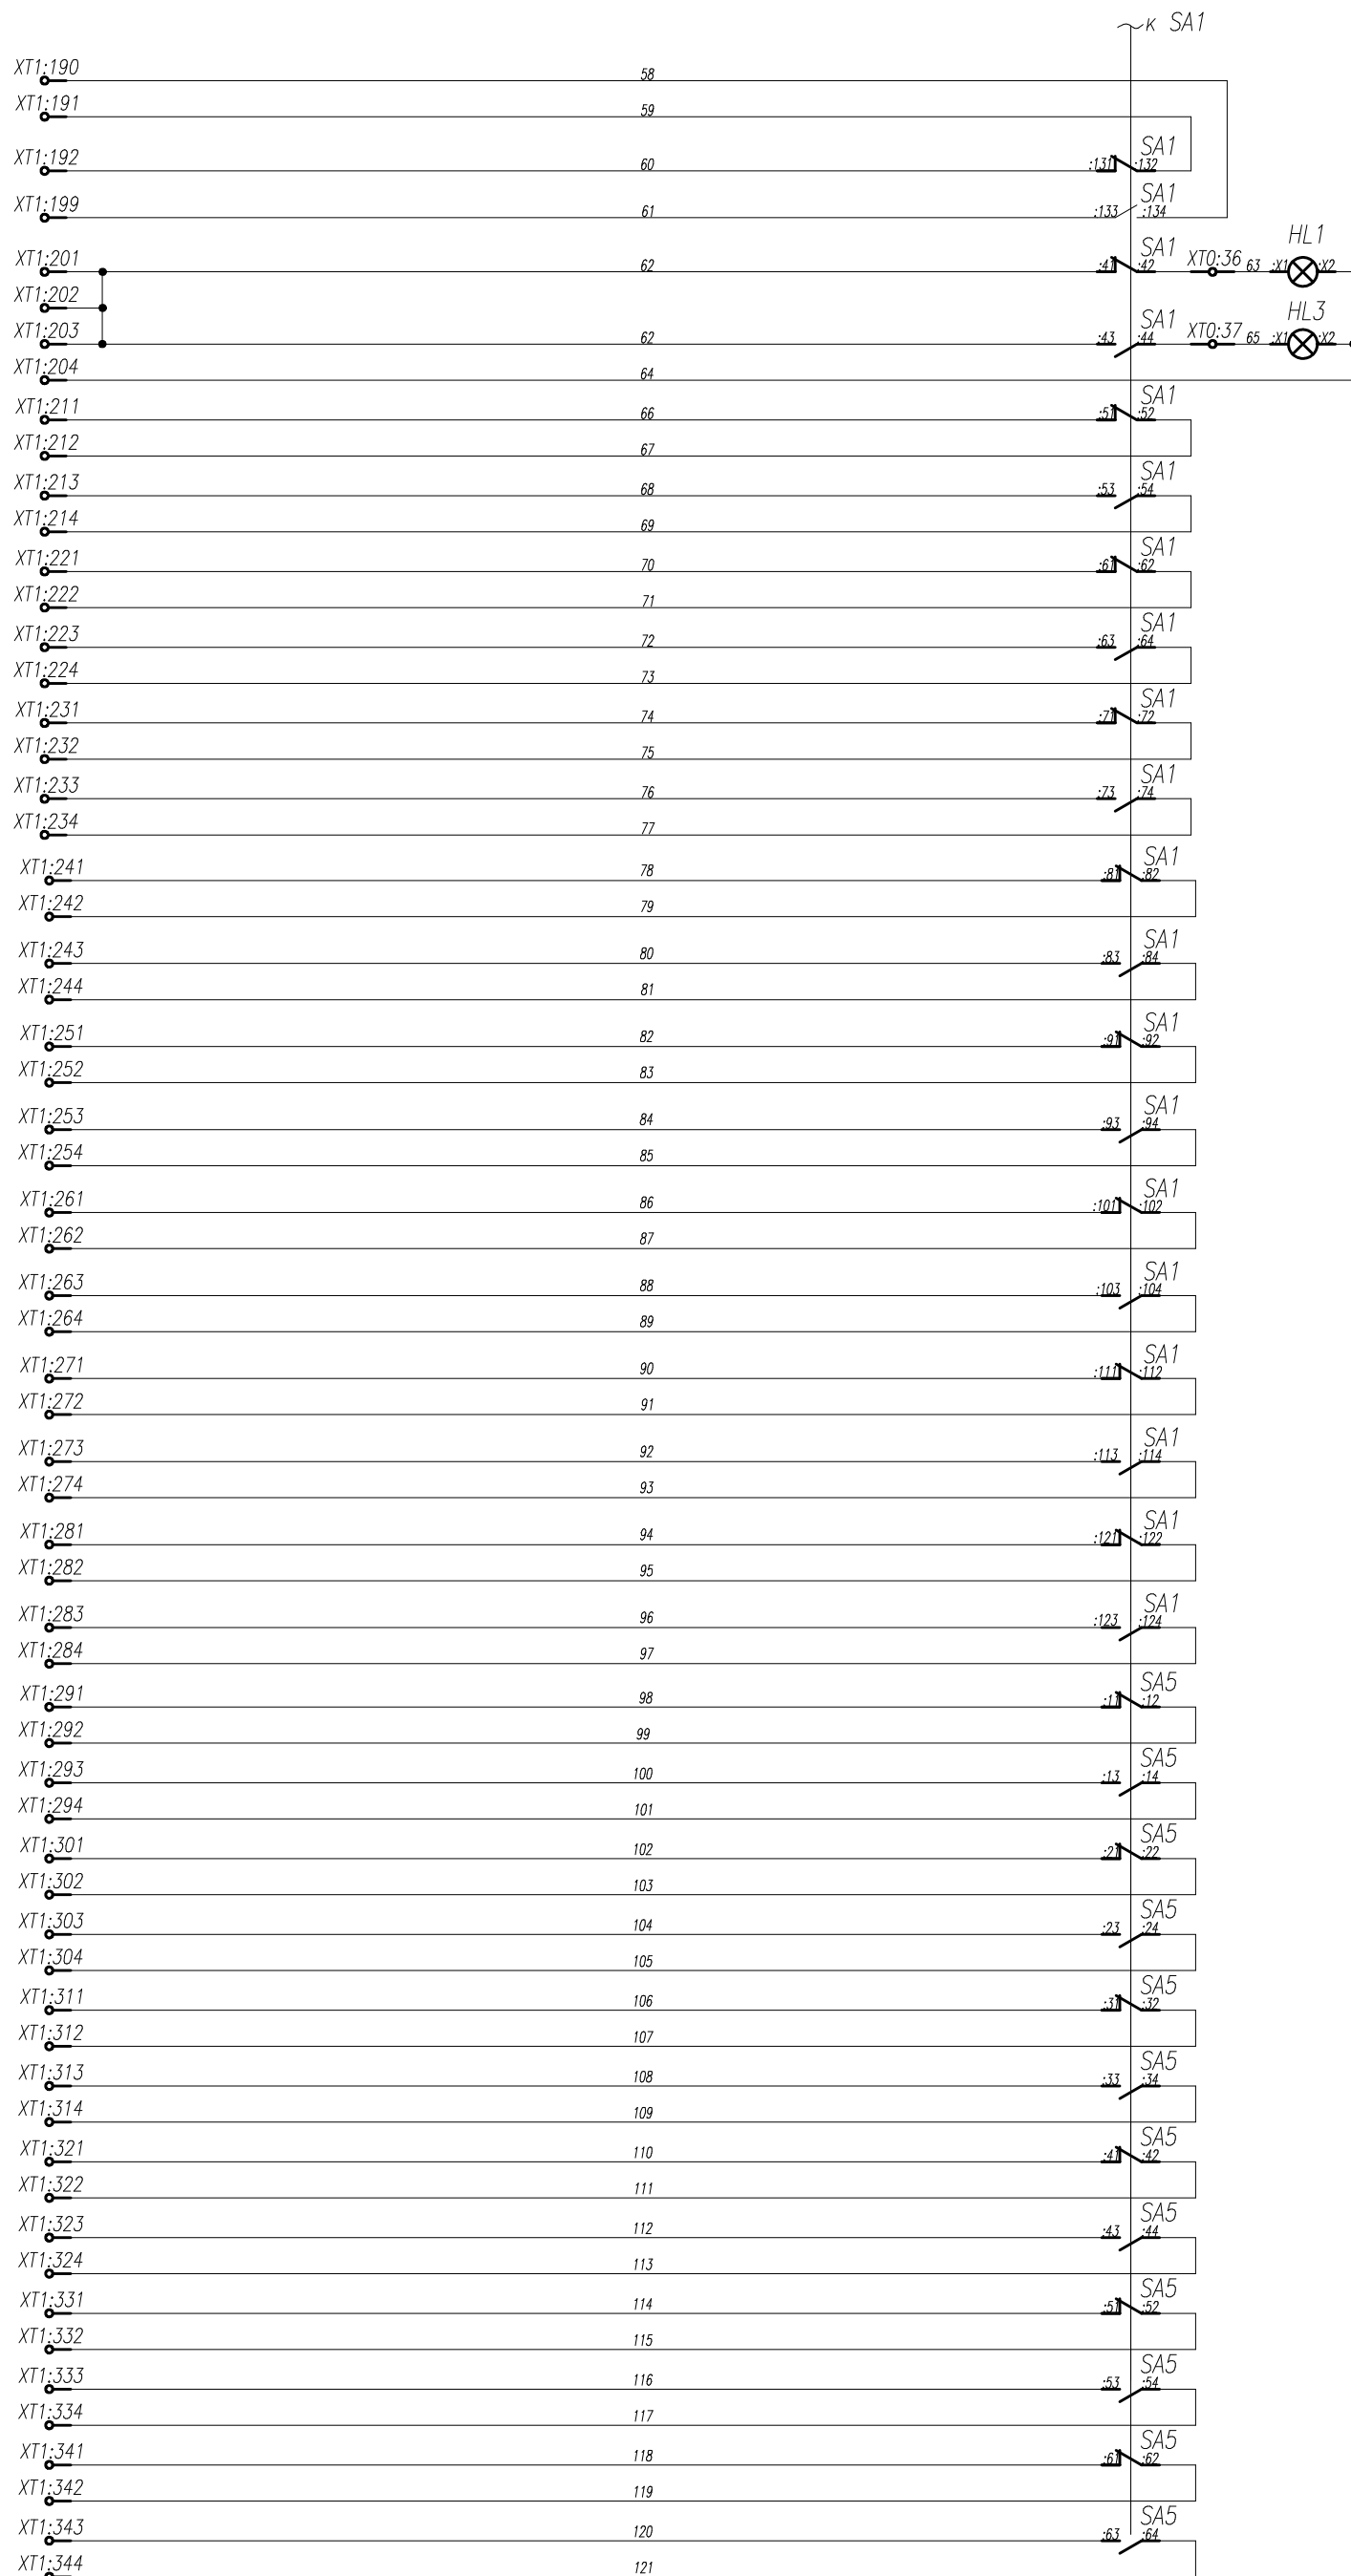 к SA1
XT1:190 58
XT1:191 59
XT1:192 60 :131 :132 SA1
XT1:199 61 :133 :134 SA1
XT1:201 62 :41 :42 SA1 XT0:36 63 :X1 HL1 :X2
XT1:202
XT1:203 62 :43 :44 SA1 XT0:37 65 :X1 HL3 :X2
XT1:204 64
XT1:211 66 :51 :52 SA1
XT1:212 67
XT1:213 68 :53 :54 SA1
XT1:214 69
XT1:221 70 :61 :62 SA1
XT1:222 71
XT1:223 72 :63 :64 SA1
XT1:224 73
XT1:231 74 :71 :72 SA1
XT1:232 75
XT1:233 76 :73 :74 SA1
XT1:234 77
XT1:241 78 :81 :82 SA1
XT1:242 79
XT1:243 80 :83 :84 SA1
XT1:244 81
XT1:251 82 :91 :92 SA1
XT1:252 83
XT1:253 84 :93 :94 SA1
XT1:254 85
XT1:261 86 :101 :102 SA1
XT1:262 87
XT1:263 88 :103 :104 SA1
XT1:264 89
XT1:271 90 :111 :112 SA1
XT1:272 91
XT1:273 92 :113 :114 SA1
XT1:274 93
XT1:281 94 :121 :122 SA1
XT1:282 95
XT1:283 96 :123 :124 SA1
XT1:284 97
XT1:291 98 :11 :12 SA5
XT1:292 99
XT1:293 100 :13 :14 SA5
XT1:294 101
XT1:301 102 :21 :22 SA5
XT1:302 103
XT1:303 104 :23 :24 SA5
XT1:304 105
XT1:311 106 :31 :32 SA5
XT1:312 107
XT1:313 108 :33 :34 SA5
XT1:314 109
XT1:321 110 :41 :42 SA5
XT1:322 111
XT1:323 112 :43 :44 SA5
XT1:324 113
XT1:331 114 :51 :52 SA5
XT1:332 115
XT1:333 116 :53 :54 SA5
XT1:334 117
XT1:341 118 :61 :62 SA5
XT1:342 119
XT1:343 120 :63 :64 SA5
XT1:344 121